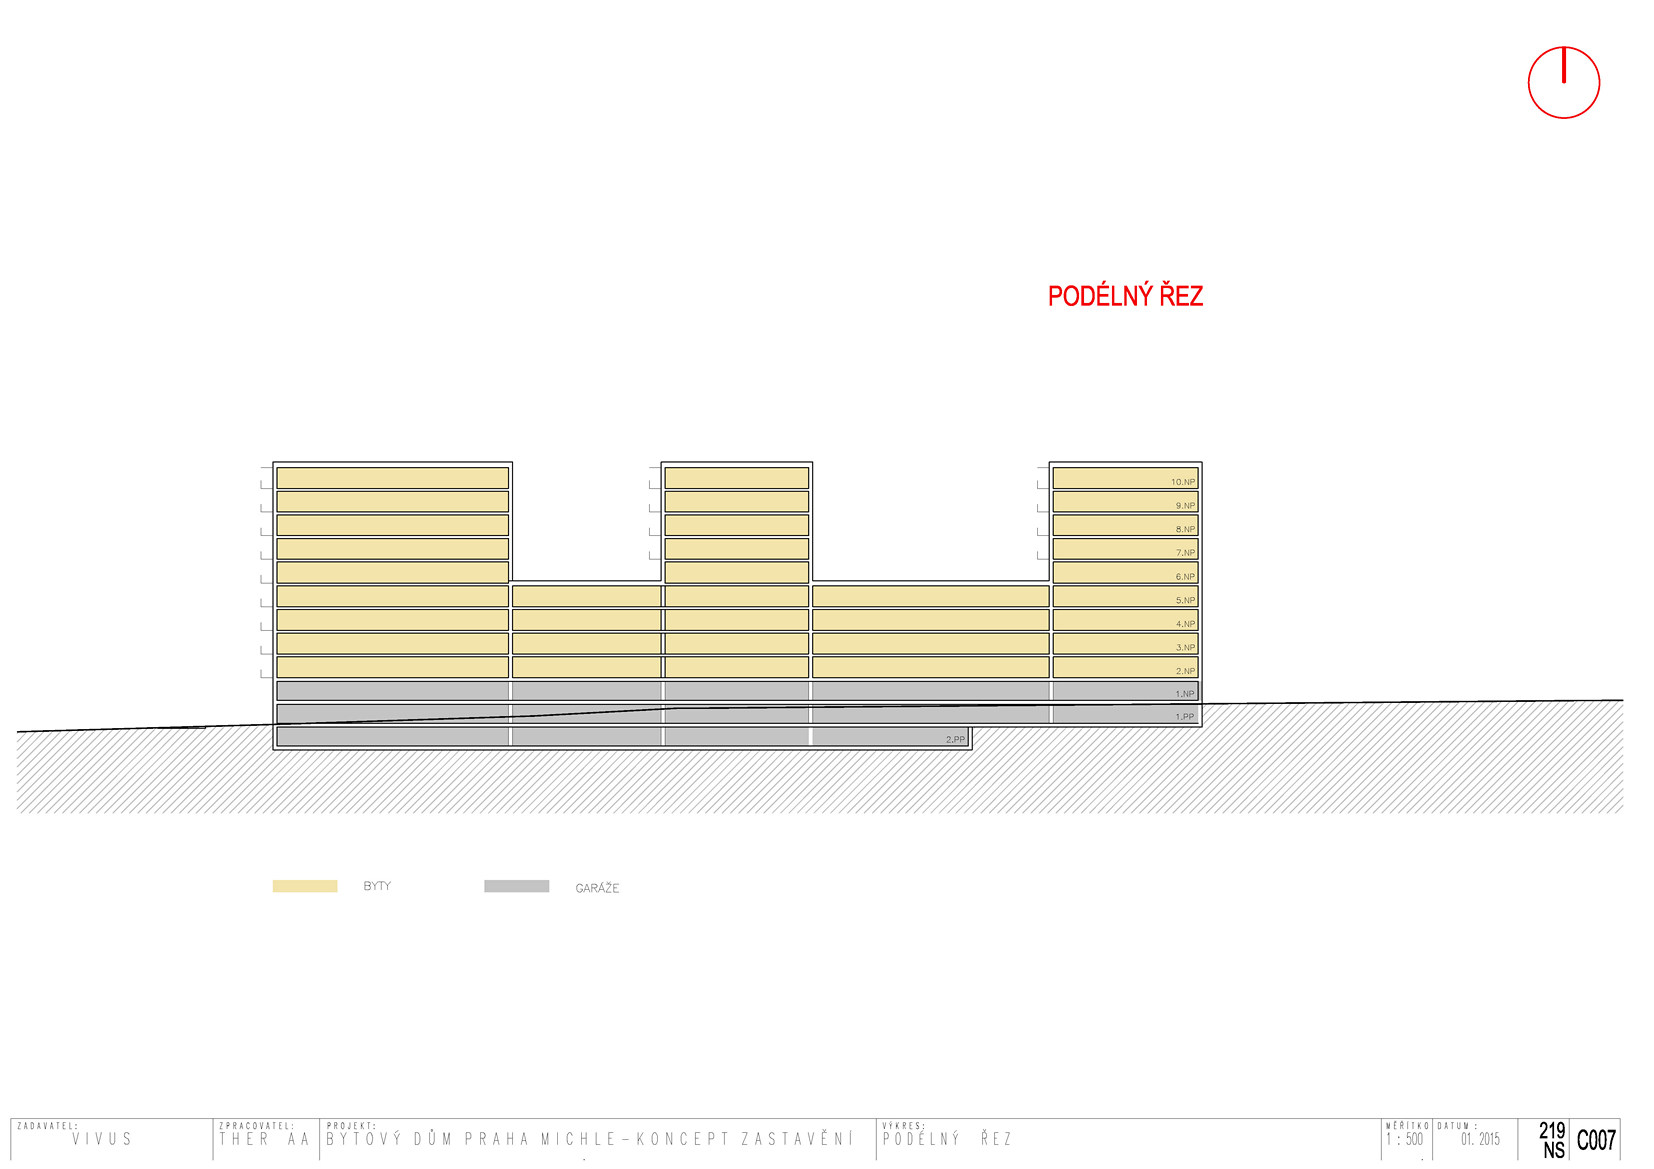 PODÉLNÝ ŘEZ
10.NP
9.NP
8.NP
7.NP
6.NP
5.NP
4.NP
3.NP
2.NP
1.NP
1.PP
2.PP
BYTY
GARÁŽE
ZADAVATEL:
VIVUS
ZPRACOVATEL:
THER AA
PROJEKT:
BYTOVÝ DŮM PRAHA MICHLE-KONCEPT ZASTAVĚNÍ
VÝKRES:
PODÉLNÝ ŘEZ
MĚŘÍTKO
1 : 500
DATUM :
01. 2015
219
NS
C007